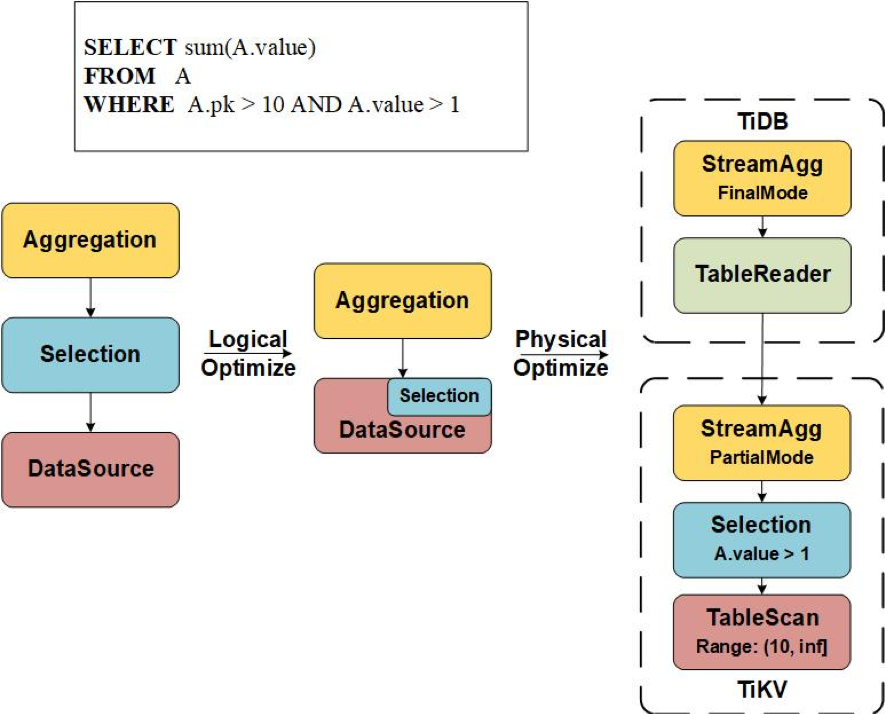 SELECT sum(A.value)
FROM A
WHERE A.pk > 10 AND A.value > 1
Aggregation
Selection
DataSource
Logical
Optimize
Aggregation
Selection
DataSource
Physical
Optimize
TiDB
StreamAgg
FinalMode
TableReader
StreamAgg
PartialMode
Selection
A.value > 1
TableScan
Range: (10, inf]
TiKV